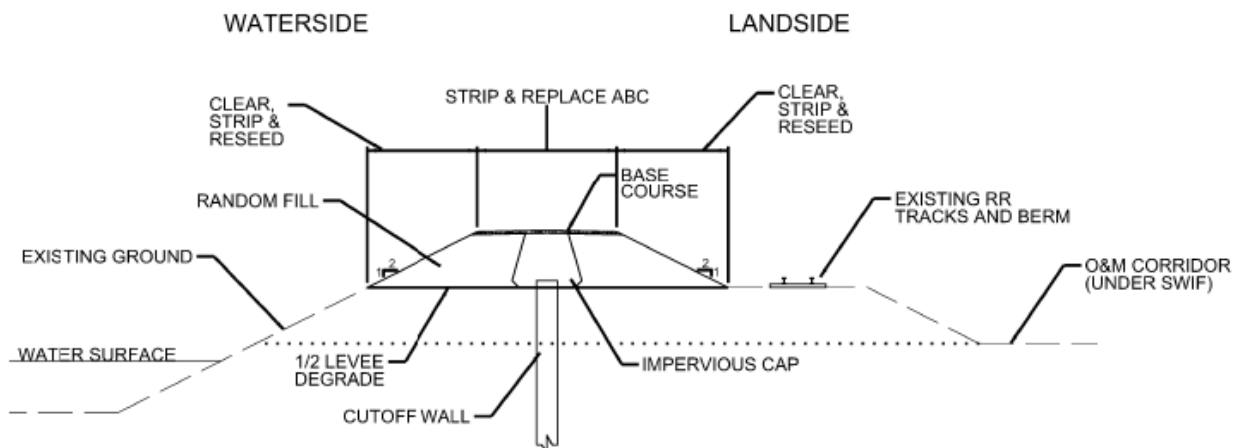 WATERSIDE
LANDSIDE
CLEAR,
STRIP &
RESEED
STRIP & REPLACE ABC
CLEAR,
STRIP &
RESEED
RANDOM FILL
BASE
COURSE
EXISTING RR
TRACKS AND BERM
EXISTING GROUND
2
1
2
1
O&M CORRIDOR
(UNDER SWIF)
WATER SURFACE
1/2 LEVEE
DEGRADE
IMPERVIOUS CAP
CUTOFF WALL